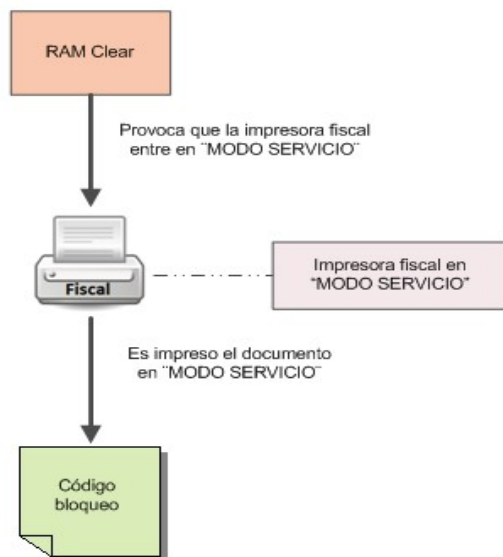 RAM Clear
Provoca que la impresora fiscal
entre en ¨MODO SERVICIO¨
Fiscal
Impresora fiscal en
“MODO SERVICIO”
Es impreso el documento
en ¨MODO SERVICIO¨
Código
bloqueo